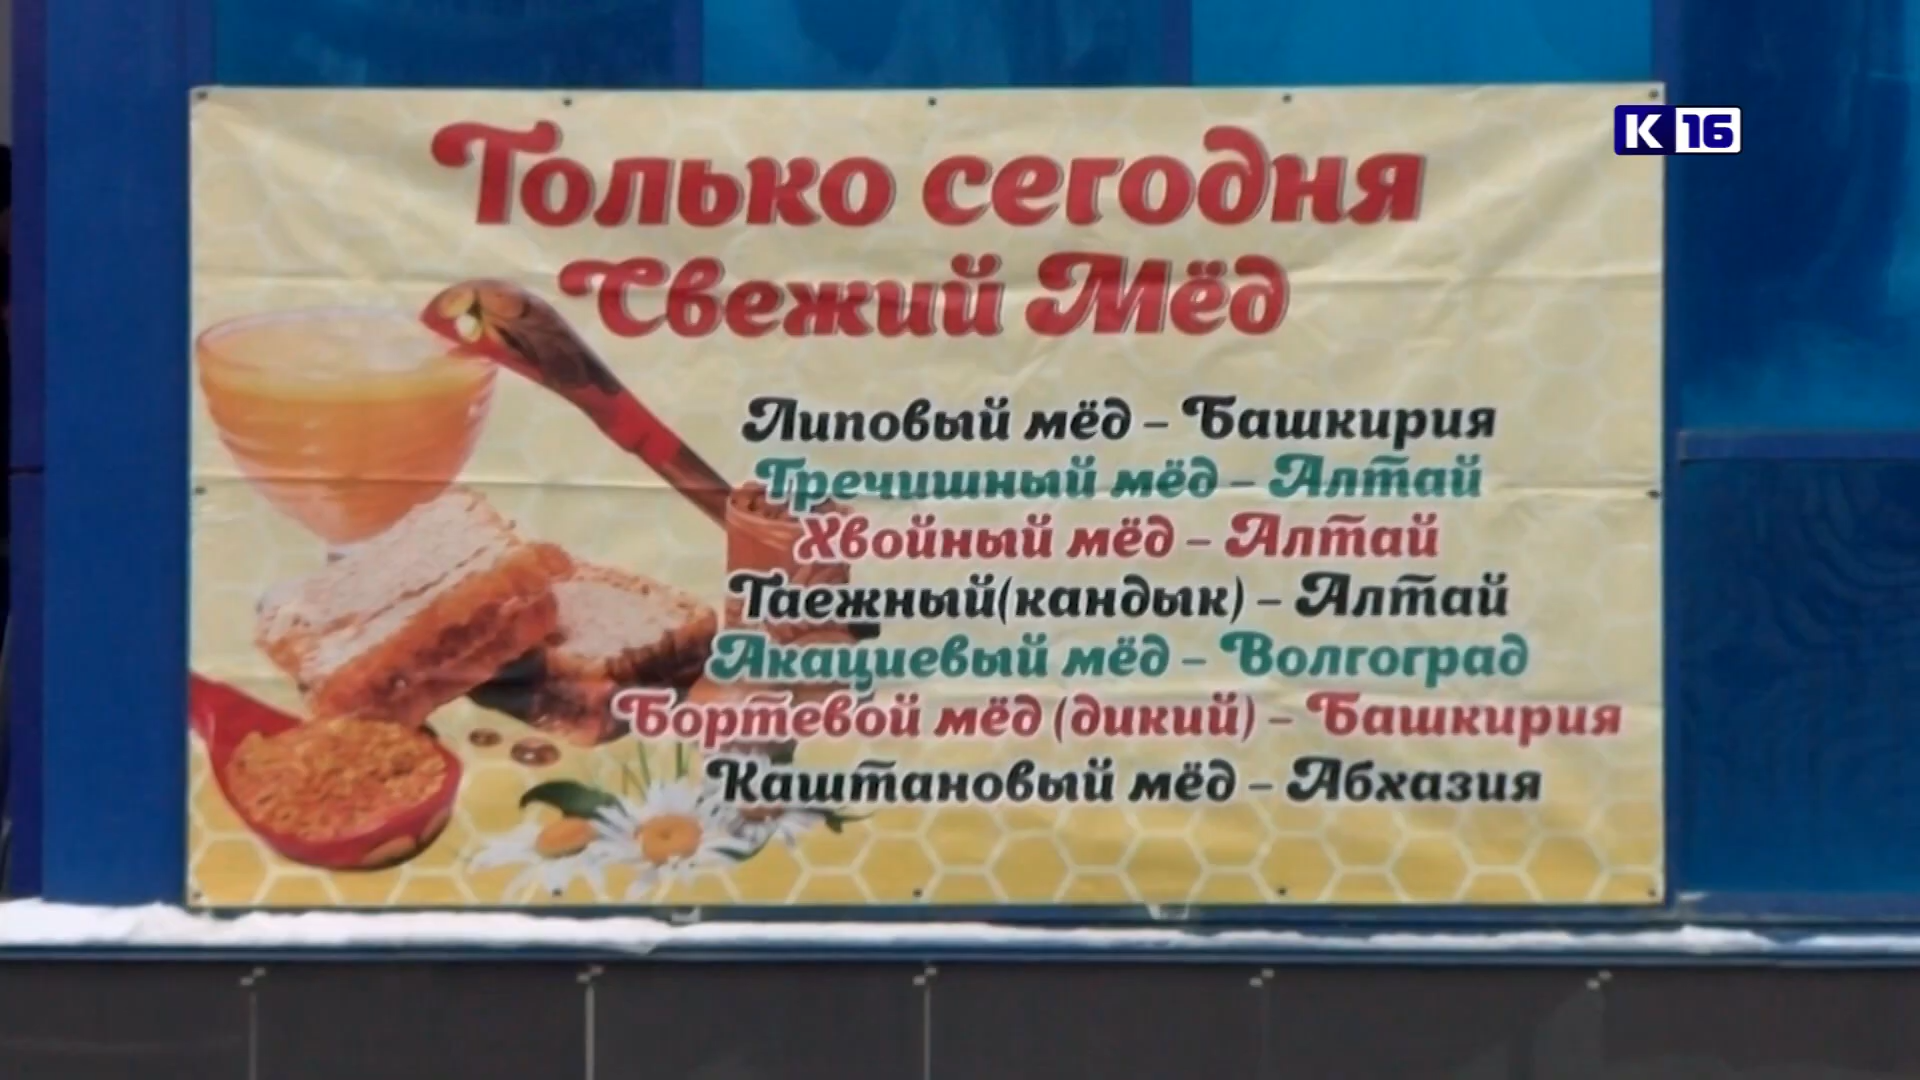 К 16
Только сегодня
Свежий Мёд
Липовый мёд – Башкирия
Гречишный мёд – Алтай
Хвойный мёд – Алтай
Таежный(кандык) – Алтай
Акациевый мёд – Волгоград
Бортевой мёд (дикий) – Башкирия
Каштановый мёд – Абхазия